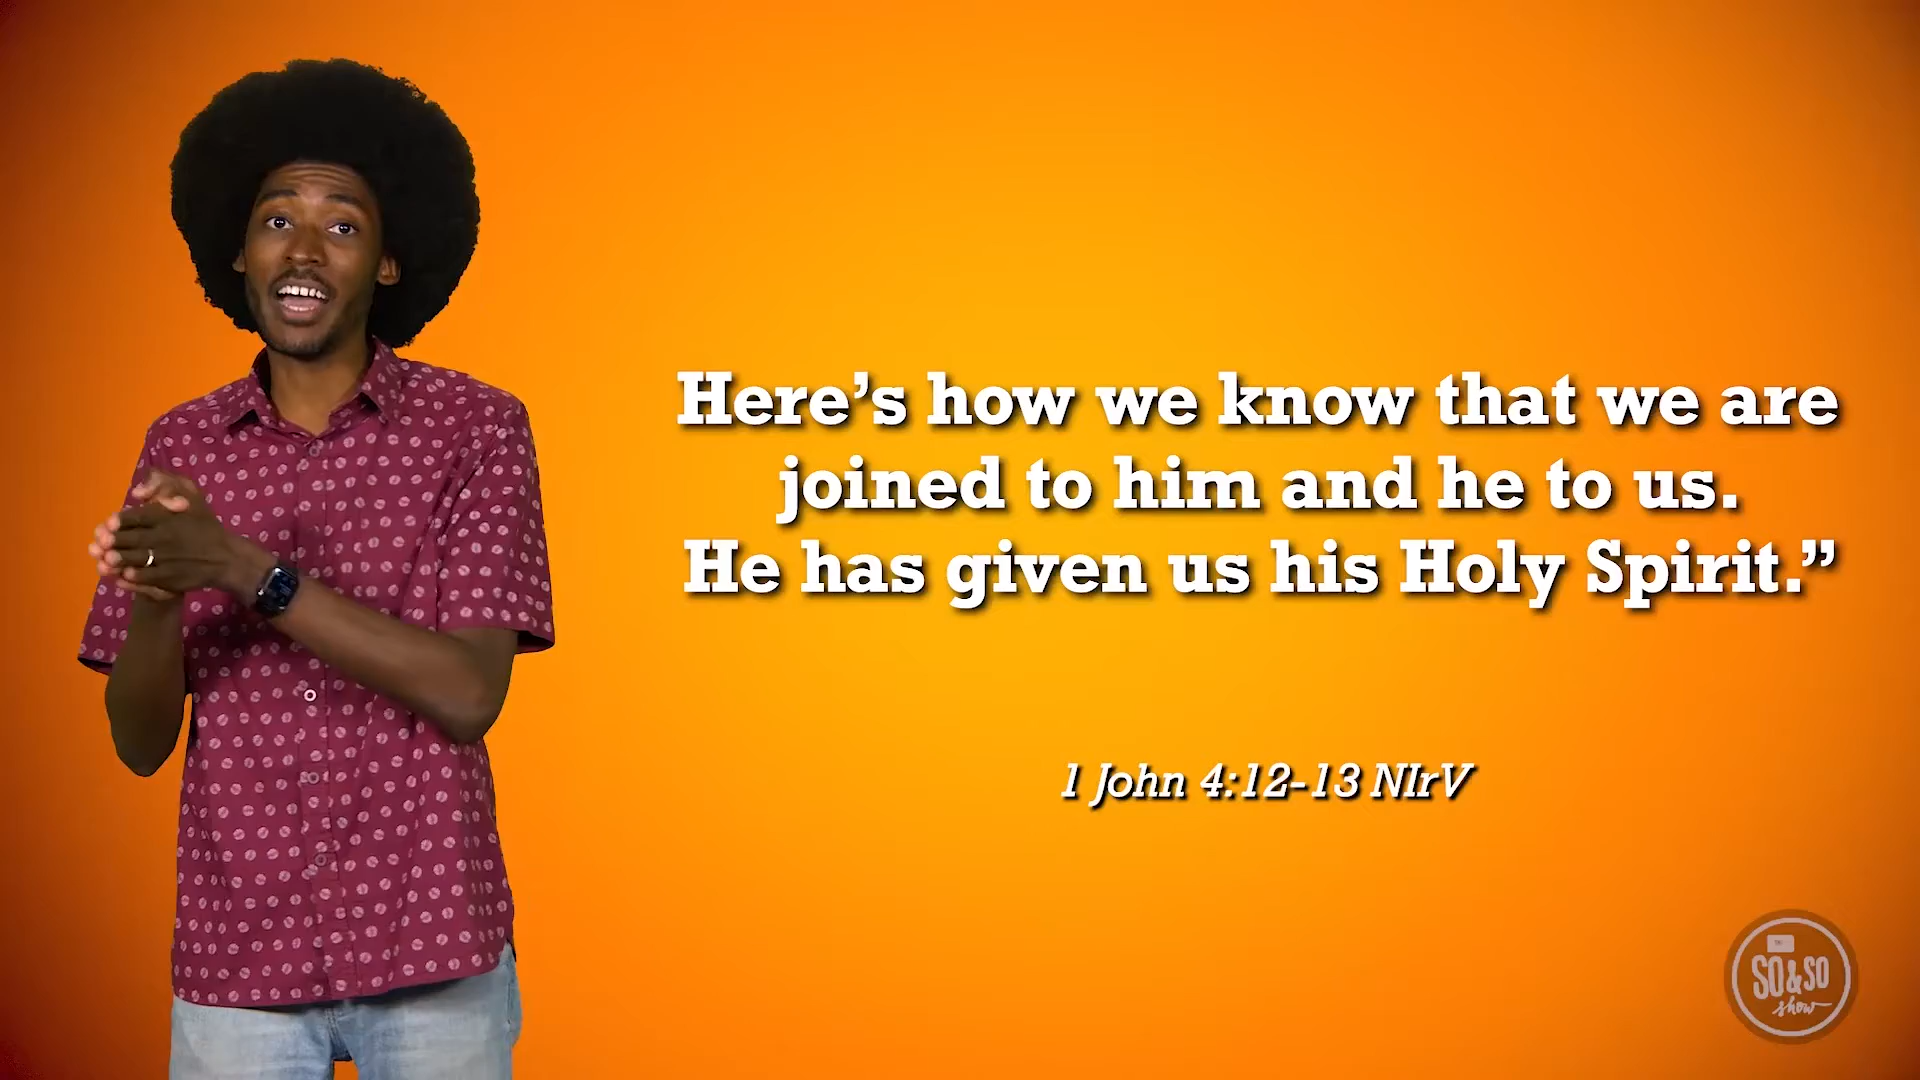 Here’s how we know that we are
joined to him and he to us.
He has given us his Holy Spirit.”
1 John 4:12-13 NIrV
SO&SO
show